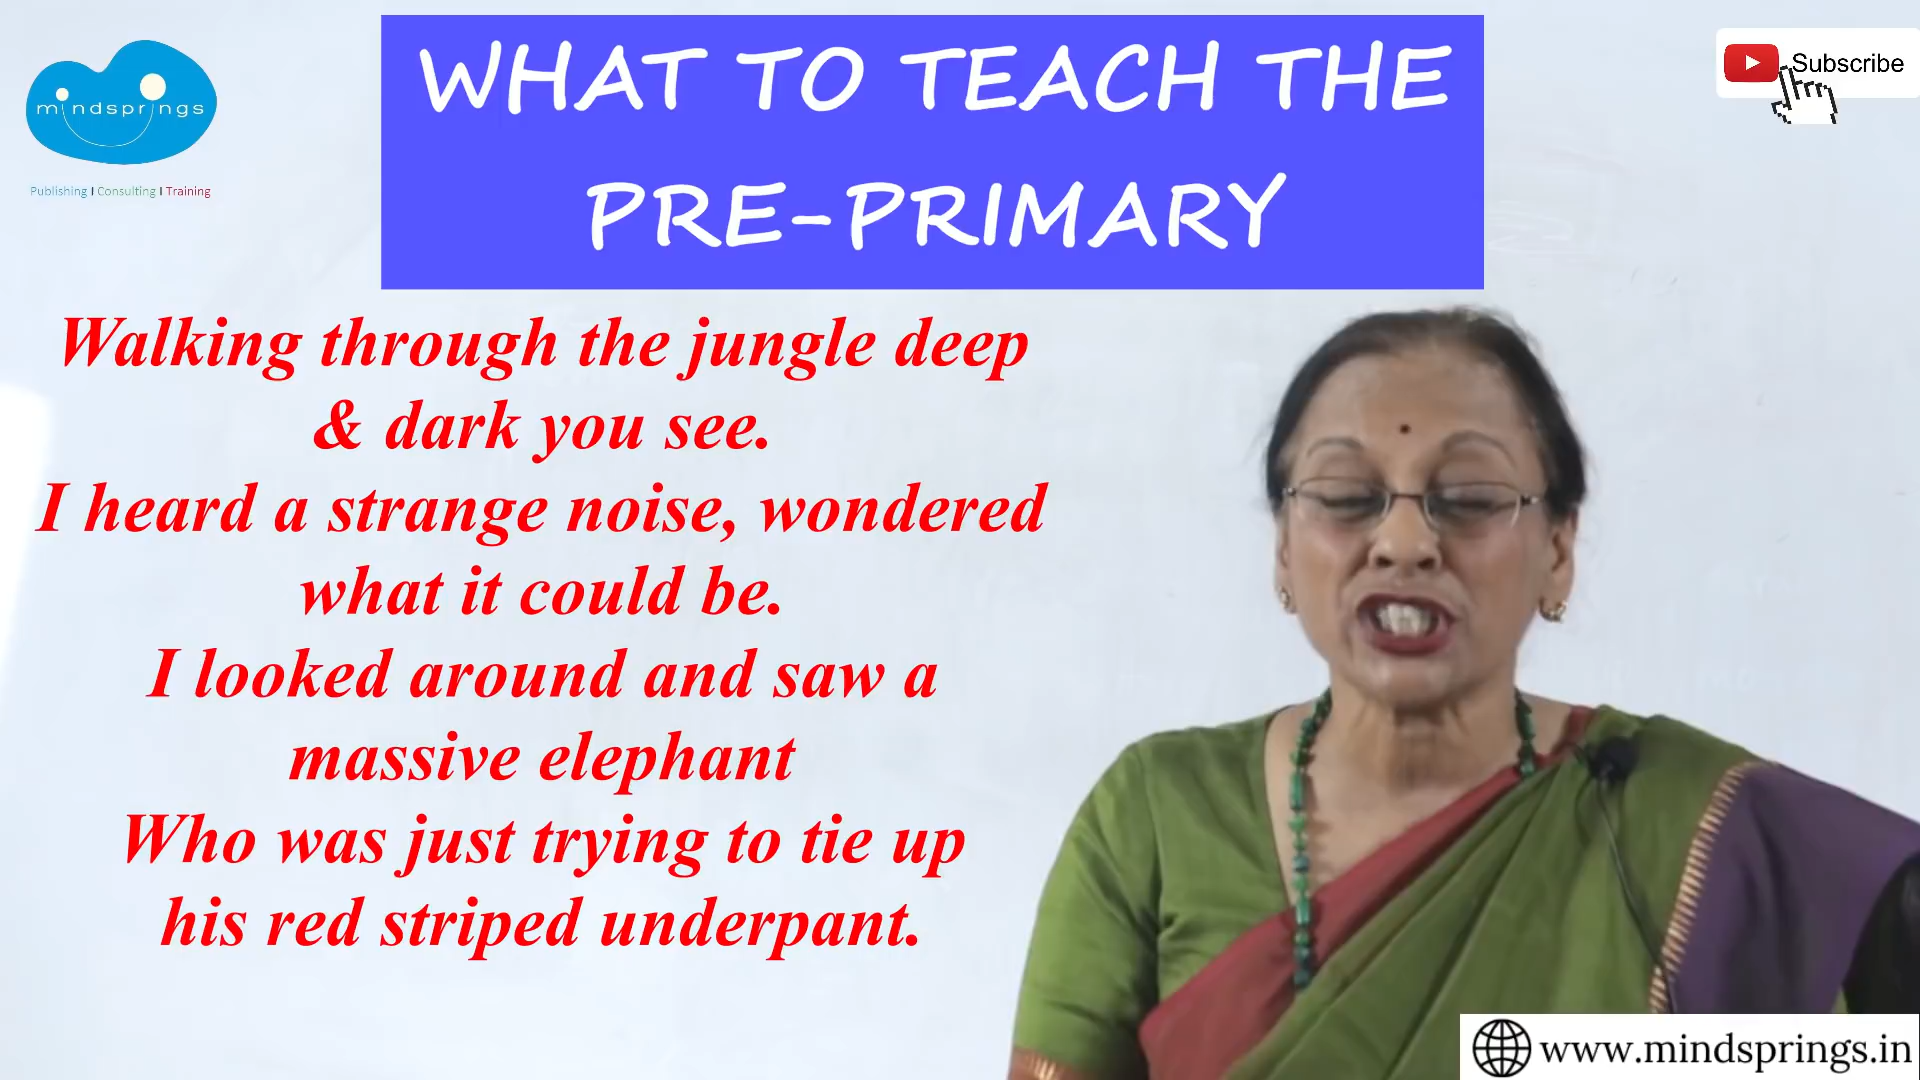 WHAT TO TEACH THE
PRE-PRIMARY
mindsprings
Publishing I Consulting I Training
Subscribe
Walking through the jungle deep
& dark you see.
I heard a strange noise, wondered
what it could be.
I looked around and saw a
massive elephant
Who was just trying to tie up
his red striped underpant.
www.mindsprings.in